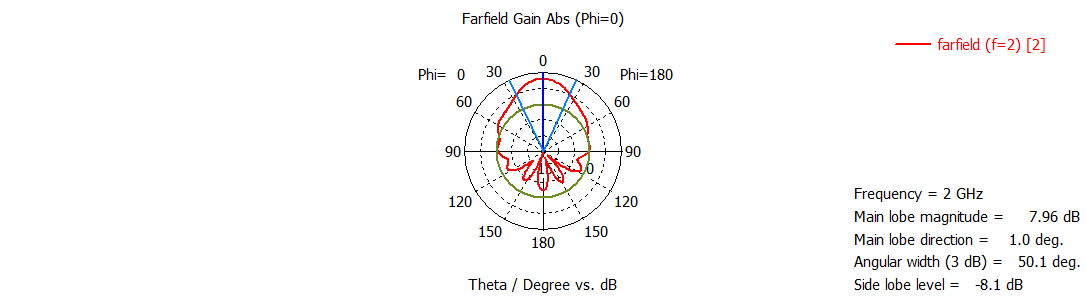 Farfield Gain Abs (Phi=0)
farfield (f=2) [2]
Phi= 0 30 0 30 Phi=180
60 60
90 0 90
120 120
150 180 150
Theta / Degree vs. dB
Frequency = 2 GHz
Main lobe magnitude = 7.96 dB
Main lobe direction = 1.0 deg.
Angular width (3 dB) = 50.1 deg.
Side lobe level = -8.1 dB